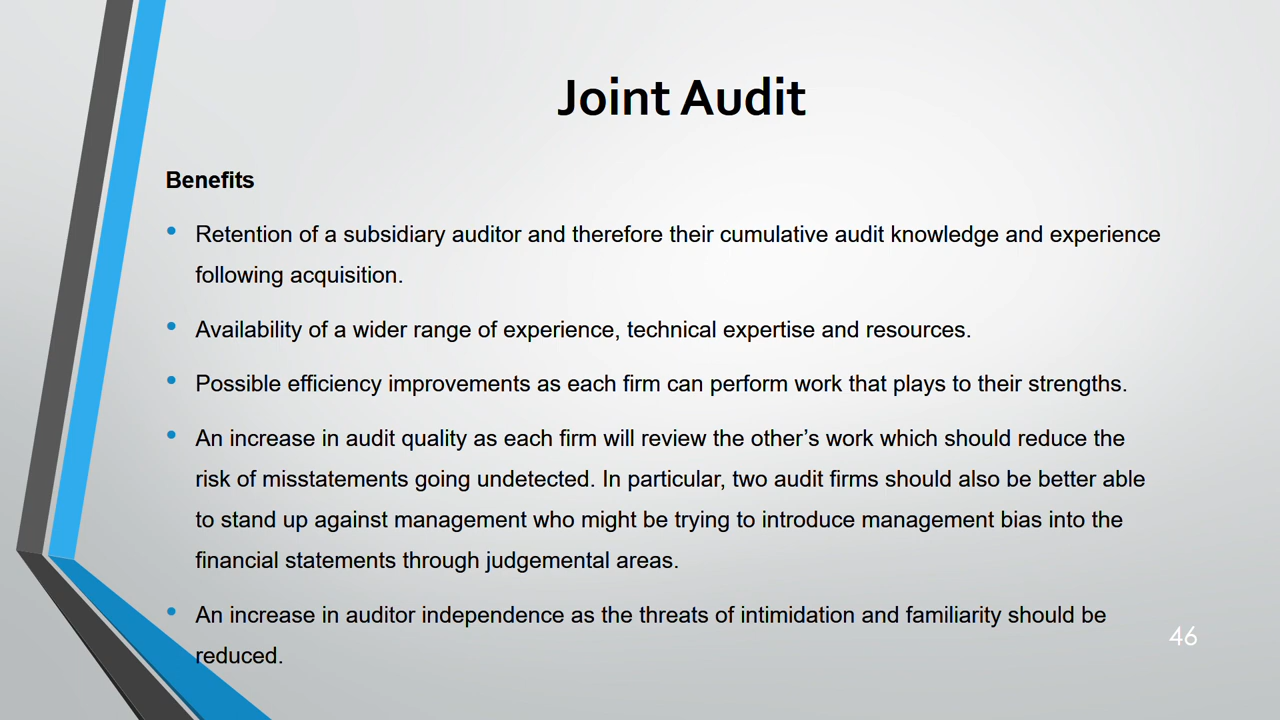 Joint Audit
Benefits
• Retention of a subsidiary auditor and therefore their cumulative audit knowledge and experience
following acquisition.
• Availability of a wider range of experience, technical expertise and resources.
• Possible efficiency improvements as each firm can perform work that plays to their strengths.
• An increase in audit quality as each firm will review the other’s work which should reduce the
risk of misstatements going undetected. In particular, two audit firms should also be better able
to stand up against management who might be trying to introduce management bias into the
financial statements through judgemental areas.
• An increase in auditor independence as the threats of intimidation and familiarity should be
reduced.
46